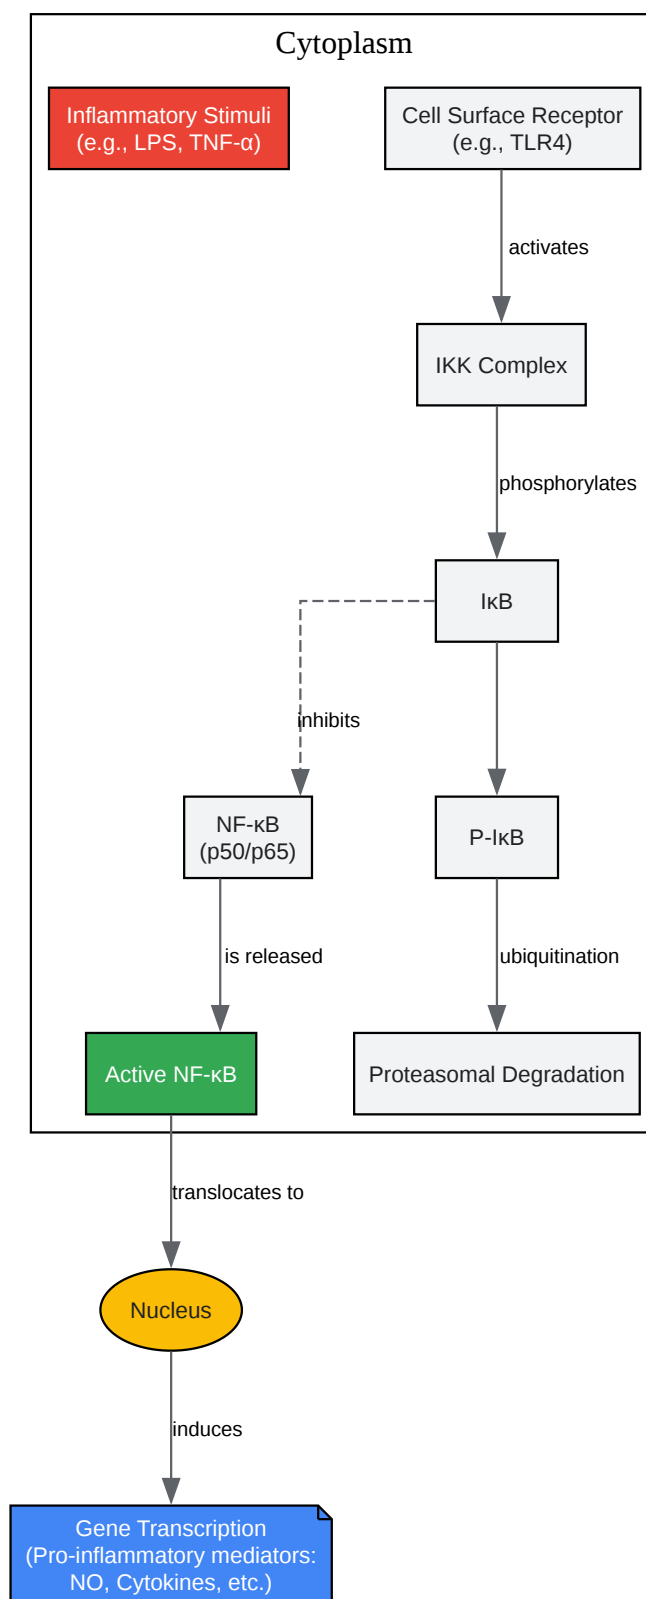 Cytoplasm
Inflammatory Stimuli
(e.g., LPS, TNF-α)
Cell Surface Receptor
(e.g., TLR4)
activates
IKK Complex
phosphorylates
IκB
inhibits
NF-κB
(p50/p65)
P-IκB
is released
ubiquitination
Active NF-κB
Proteasomal Degradation
translocates to
Nucleus
induces
Gene Transcription
(Pro-inflammatory mediators:
NO, Cytokines, etc.)